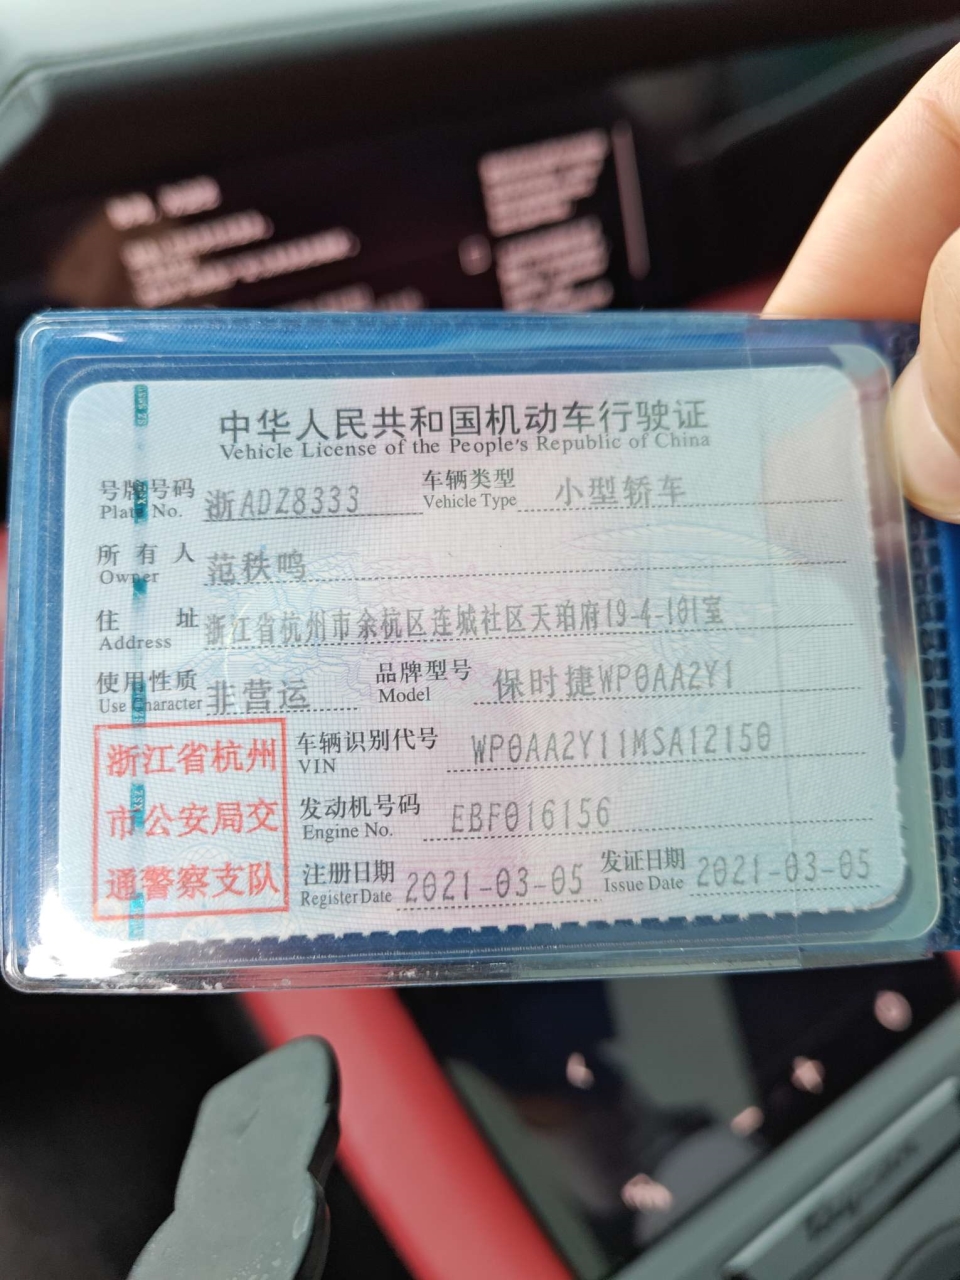 中华人民共和国机动车行驶证
Vehicle License of the People's Republic of China
号牌号码 浙ADZ8333 车辆类型 小型轿车
Plate No. Vehicle Type
所有人 范秩鸣
Owner
住址 浙江省杭州市余杭区连城社区天珀府19-4-101室
Address
使用性质 非营运 品牌型号 保时捷WP0AA2Y1
Use Character Model
浙江省杭州
市公安局交
通警察支队
车辆识别代号 WP0AA2Y11MSA12150
VIN
发动机号码 EBF016156
Engine No.
注册日期 2021-03-05 发证日期 2021-03-05
Register Date Issue Date